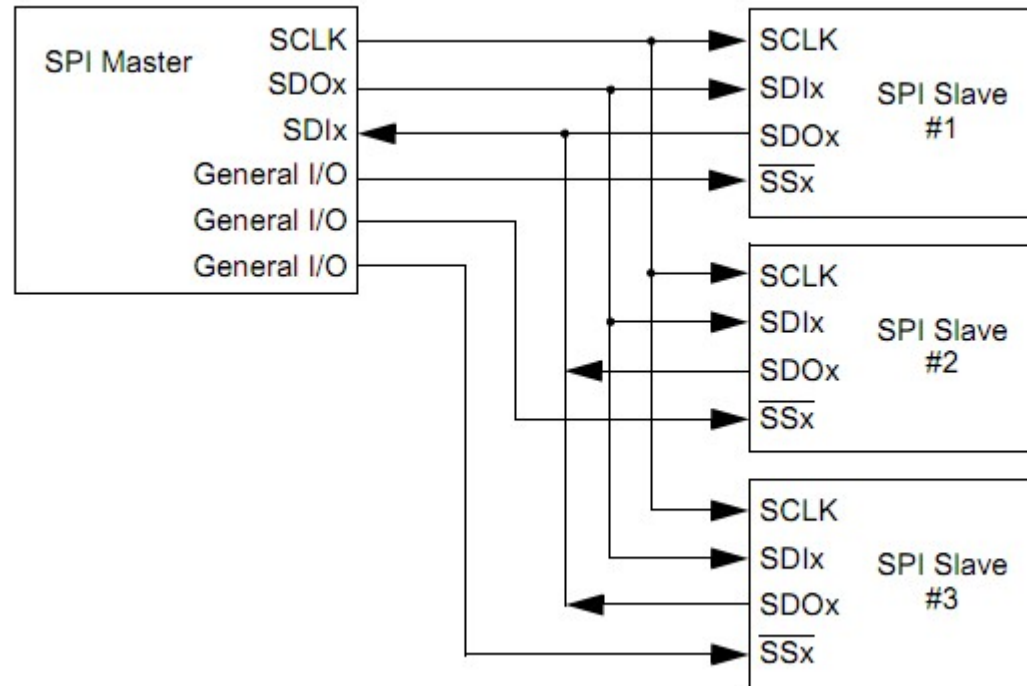 SPI Master
SCLK
SDOx
SDIx
General I/O
General I/O
General I/O
SCLK
SDIx
SDOx
SSx
SPI Slave
#1
SCLK
SDIx
SDOx
SSx
SPI Slave
#2
SCLK
SDIx
SDOx
SSx
SPI Slave
#3